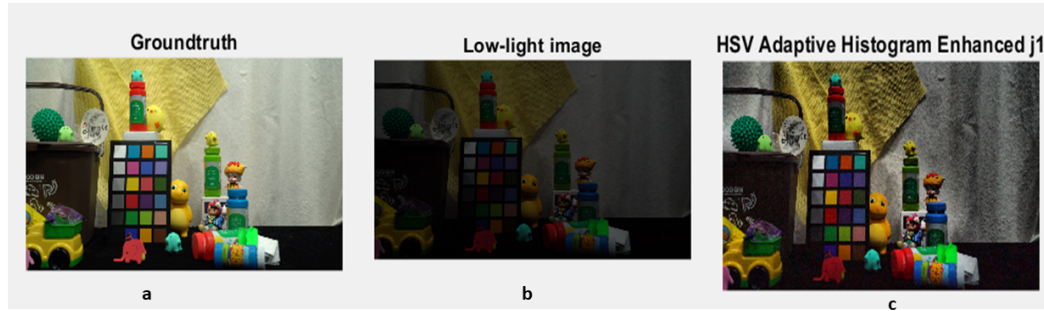 Groundtruth
Low-light image
HSV Adaptive Histogram Enhanced j1
a
b
c